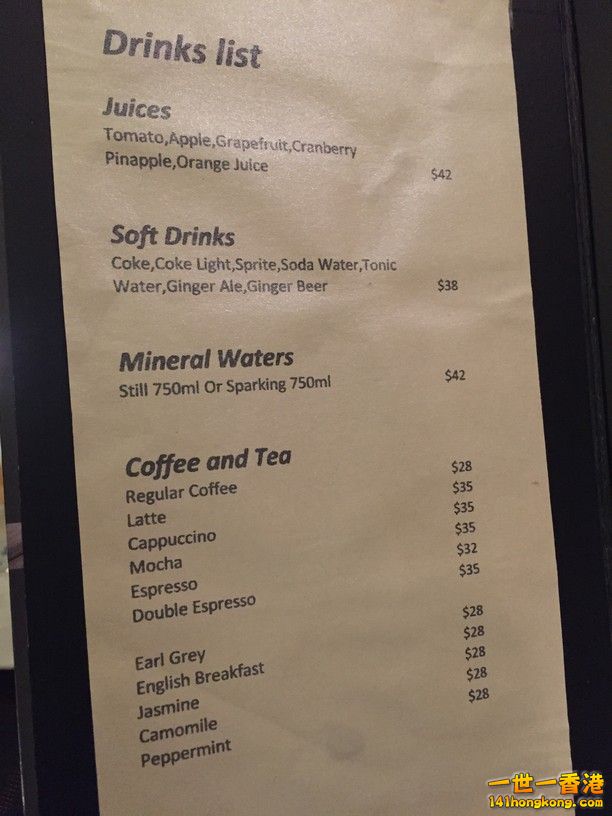 Drinks list
Juices
Tomato,Apple,Grapefruit,Cranberry
Pinapple,Orange Juice $42
Soft Drinks
Coke,Coke Light,Sprite,Soda Water,Tonic
Water,Ginger Ale,Ginger Beer $38
Mineral Waters
Still 750ml Or Sparking 750ml $42
Coffee and Tea
Regular Coffee $28
Latte $35
Cappuccino $35
Mocha $35
Espresso $32
Double Espresso $35
Earl Grey $28
English Breakfast $28
Jasmine $28
Camomile $28
Peppermint $28
一世一香港
141hongkong.com